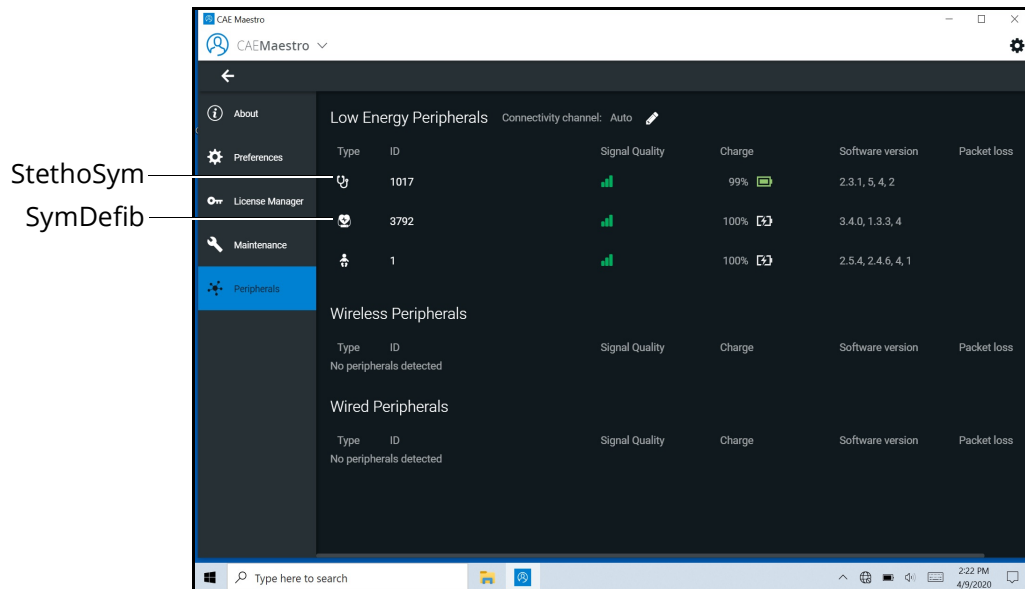 CAE Maestro
CAEMaestro
About
Preferences
License Manager
Maintenance
Peripherals
StethoSym
SymDefib
Low Energy Peripherals Connectivity channel: Auto
Type ID Signal Quality Charge Software version Packet loss
1017 99% 2.3.1, 5, 4, 2
3792 100% 3.4.0, 1.3.3, 4
1 100% 2.5.4, 2.4.6, 4, 1
Wireless Peripherals
Type ID Signal Quality Charge Software version Packet loss
No peripherals detected
Wired Peripherals
Type ID Signal Quality Charge Software version Packet loss
No peripherals detected
Type here to search
2:22 PM
4/9/2020